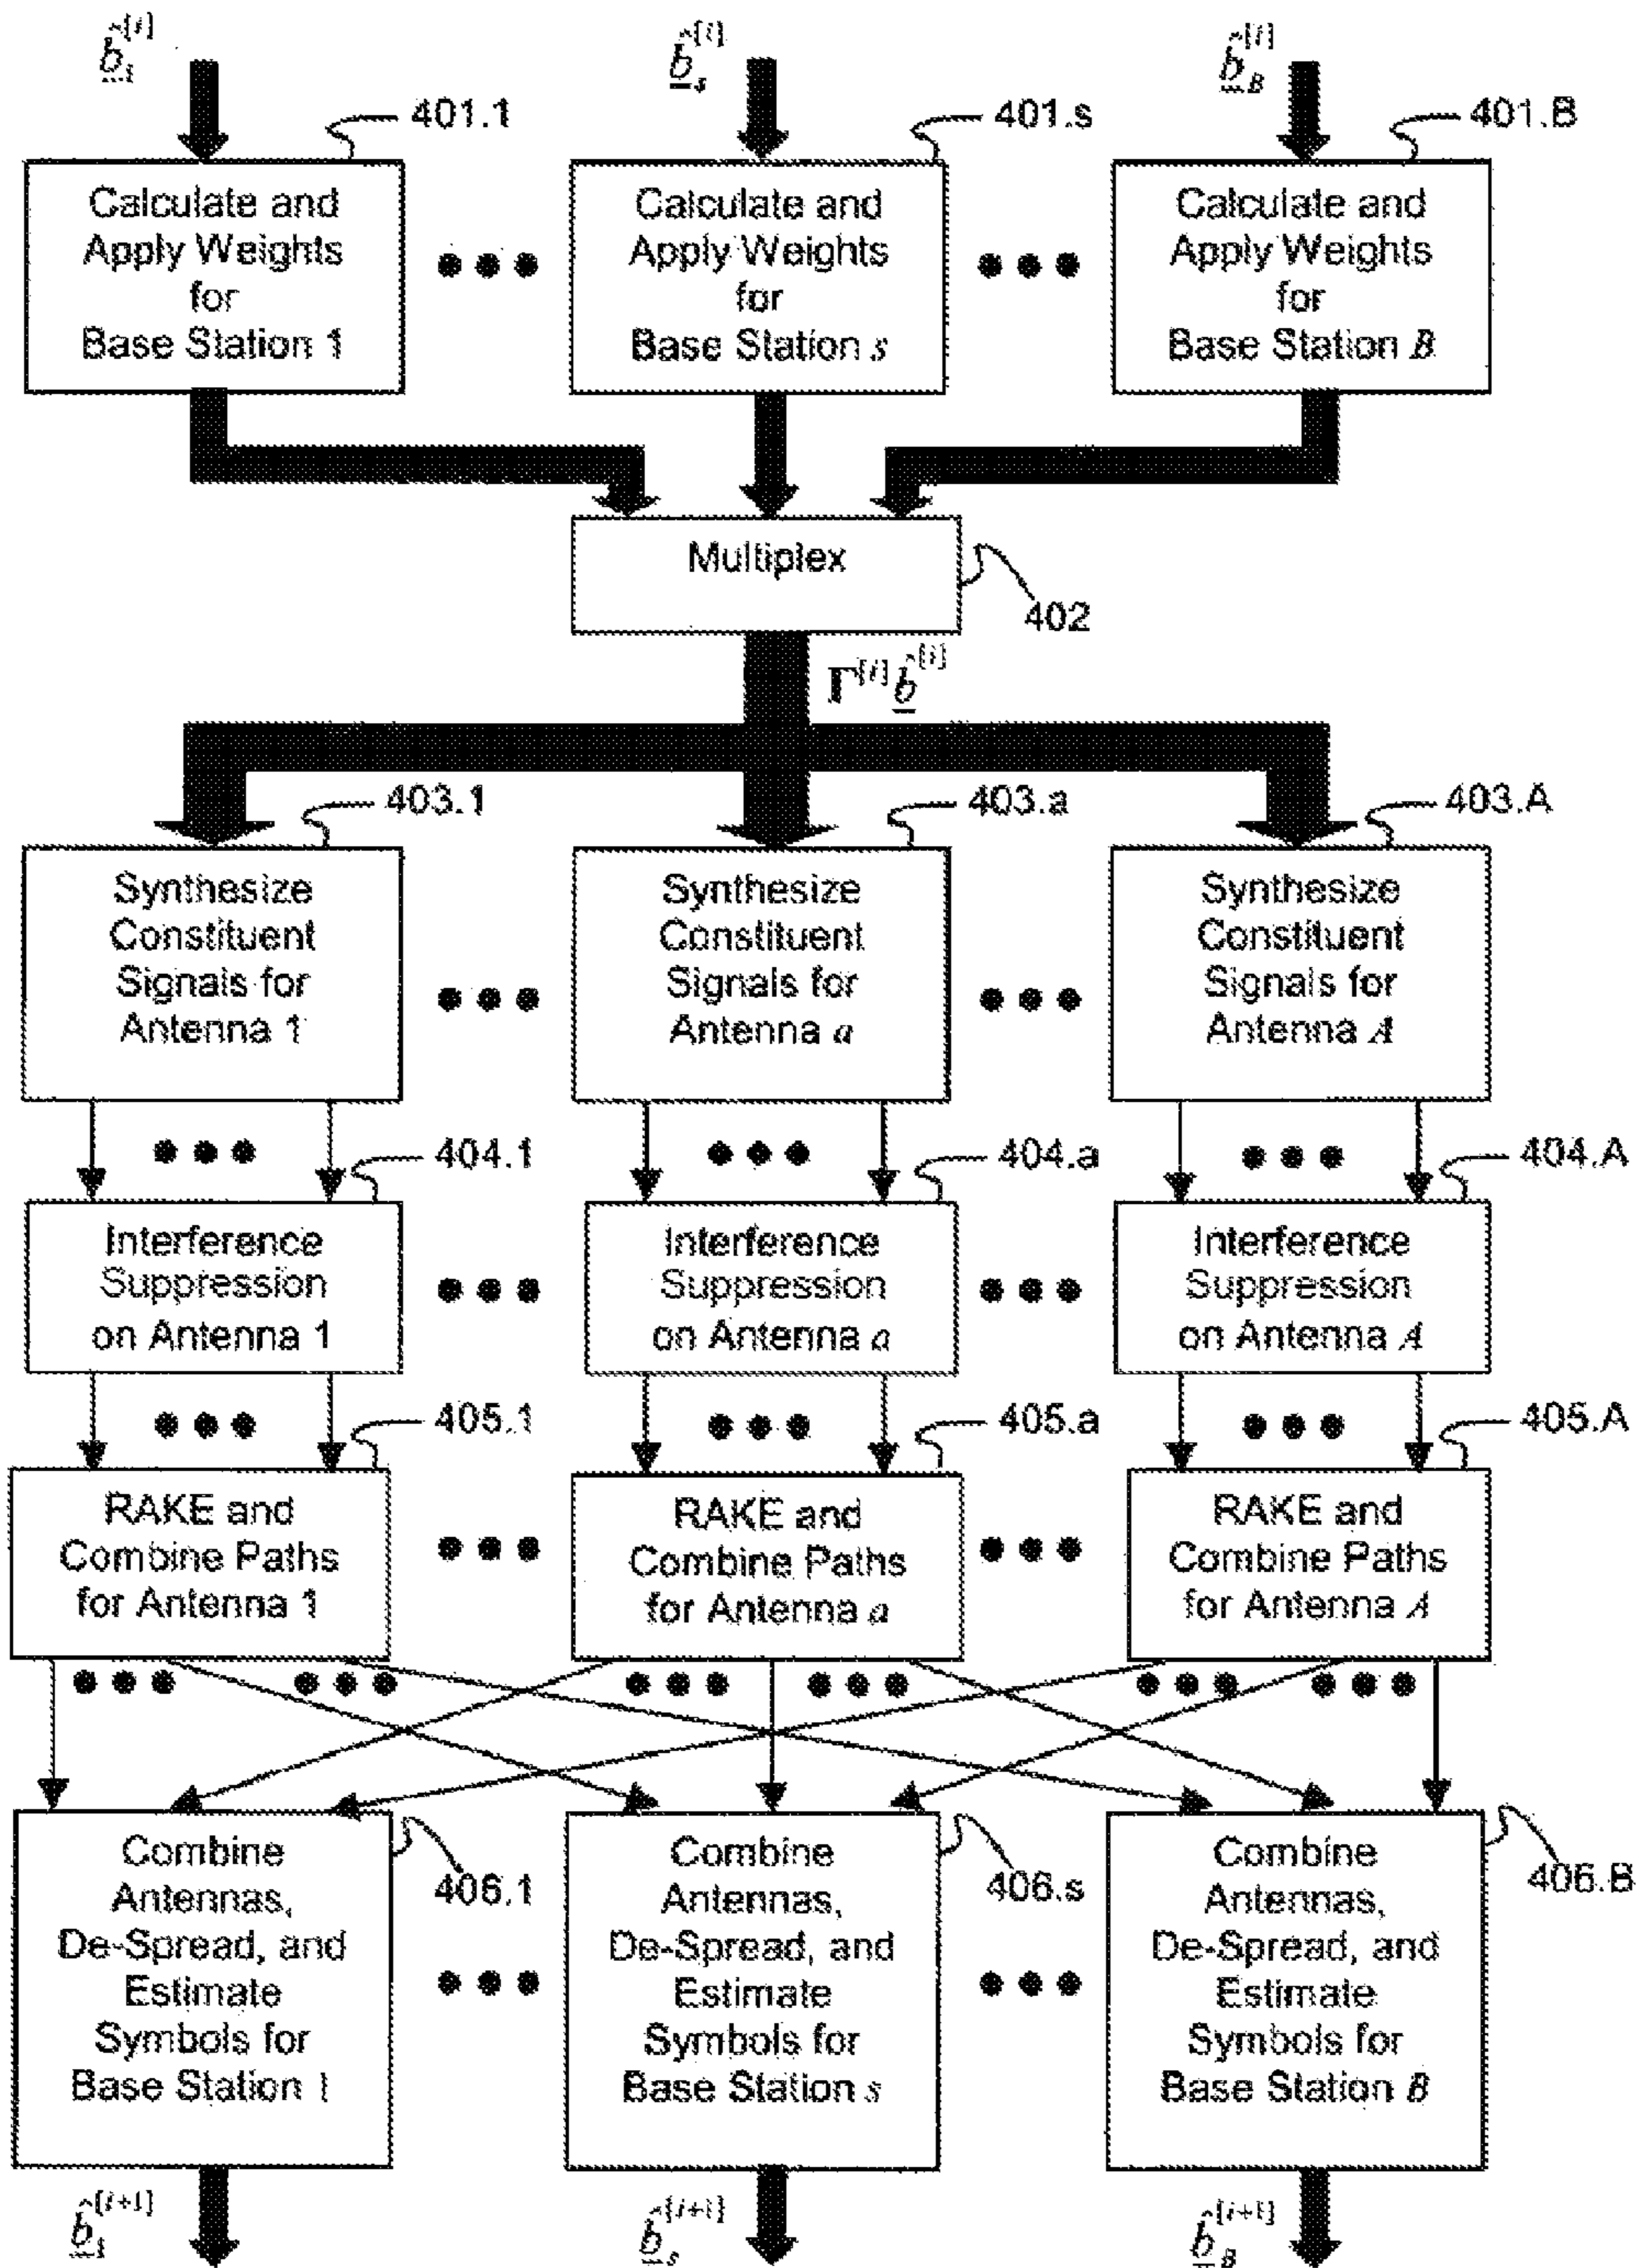 b̂₁^[i] b̂ₛ^[i] b̂_B^[i]
401.1 401.s 401.B
Calculate and
Apply Weights
for
Base Station 1
Calculate and
Apply Weights
for
Base Station s
Calculate and
Apply Weights
for
Base Station B
Multiplex
402
Γ^[i] b̂^[i]
403.1 403.a 403.A
Synthesize
Constituent
Signals for
Antenna 1
Synthesize
Constituent
Signals for
Antenna a
Synthesize
Constituent
Signals for
Antenna A
404.1 404.a 404.A
Interference
Suppression
on Antenna 1
Interference
Suppression
on Antenna a
Interference
Suppression
on Antenna A
405.1 405.a 405.A
RAKE and
Combine Paths
for Antenna 1
RAKE and
Combine Paths
for Antenna a
RAKE and
Combine Paths
for Antenna A
406.1 406.s 406.B
Combine
Antennas,
De-Spread, and
Estimate
Symbols for
Base Station 1
Combine
Antennas,
De-Spread, and
Estimate
Symbols for
Base Station s
Combine
Antennas,
De-Spread, and
Estimate
Symbols for
Base Station B
b̂₁^[i+1] b̂ₛ^[i+1] b̂_B^[i+1]